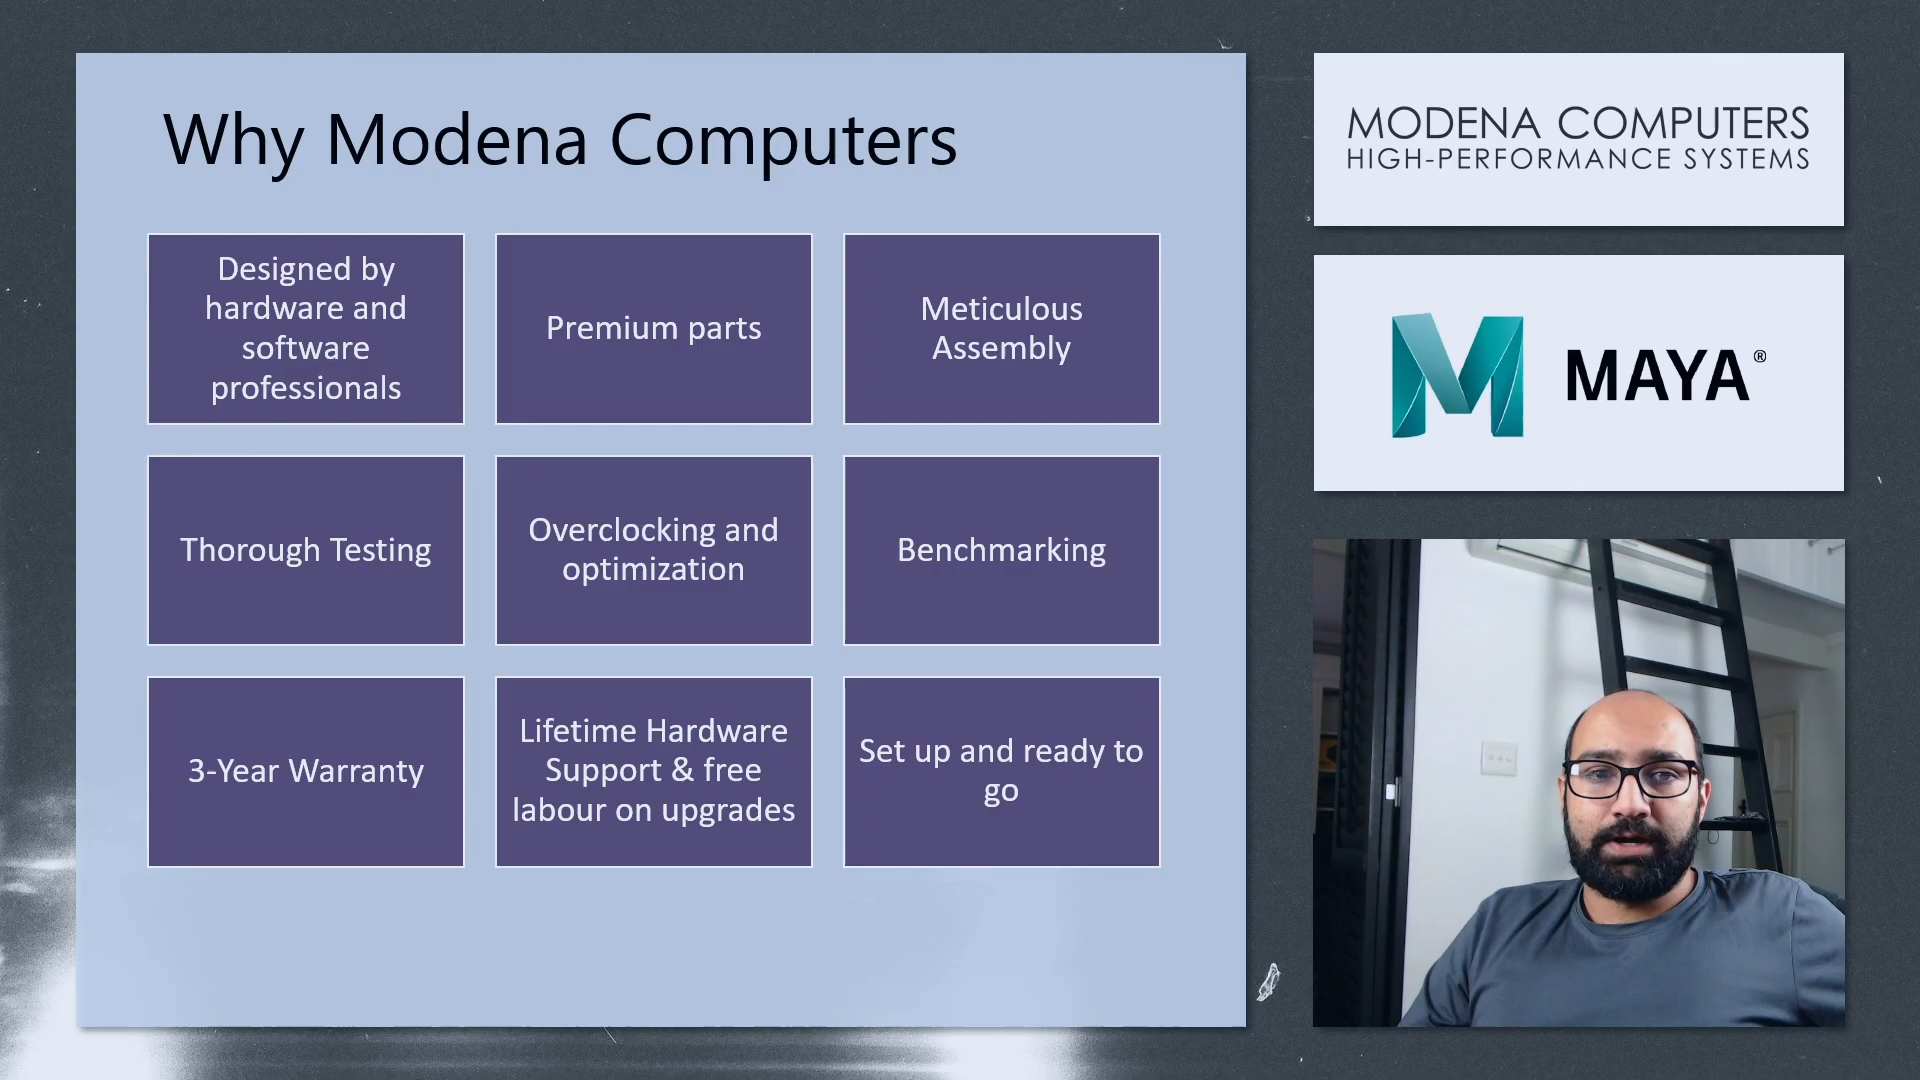 Why Modena Computers
Designed by
hardware and
software
professionals
Premium parts
Meticulous
Assembly
Thorough Testing
Overclocking and
optimization
Benchmarking
3-Year Warranty
Lifetime Hardware
Support & free
labour on upgrades
Set up and ready to
go
MODENA COMPUTERS
HIGH-PERFORMANCE SYSTEMS
MAYA®